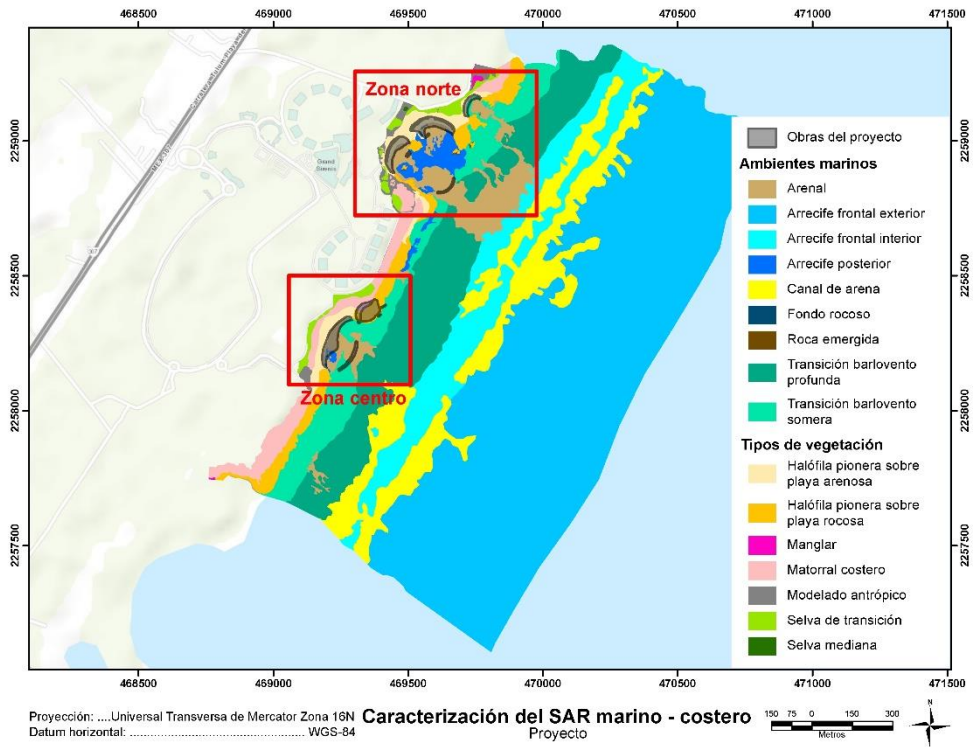 468500 469000 469500 470000 470500 471000 471500
2259000
2258500
2258000
2257500
2259000
2258500
2258000
2257500
Zona norte
Zona centro
Obras del proyecto
Ambientes marinos
Arenal
Arrecife frontal exterior
Arrecife frontal interior
Arrecife posterior
Canal de arena
Fondo rocoso
Roca emergida
Transición barlovento
profunda
Transición barlovento
somera
Tipos de vegetación
Halófila pionera sobre
playa arenosa
Halófila pionera sobre
playa rocosa
Manglar
Matorral costero
Modelado antrópico
Selva de transición
Selva mediana
468500 469000 469500 470000 470500 471000 471500
Proyección: ....Universal Transversa de Mercator Zona 16N
Datum horizontal: ............................................. WGS-84
Caracterización del SAR marino - costero
Proyecto
150 75 0 150 300
Metros
N